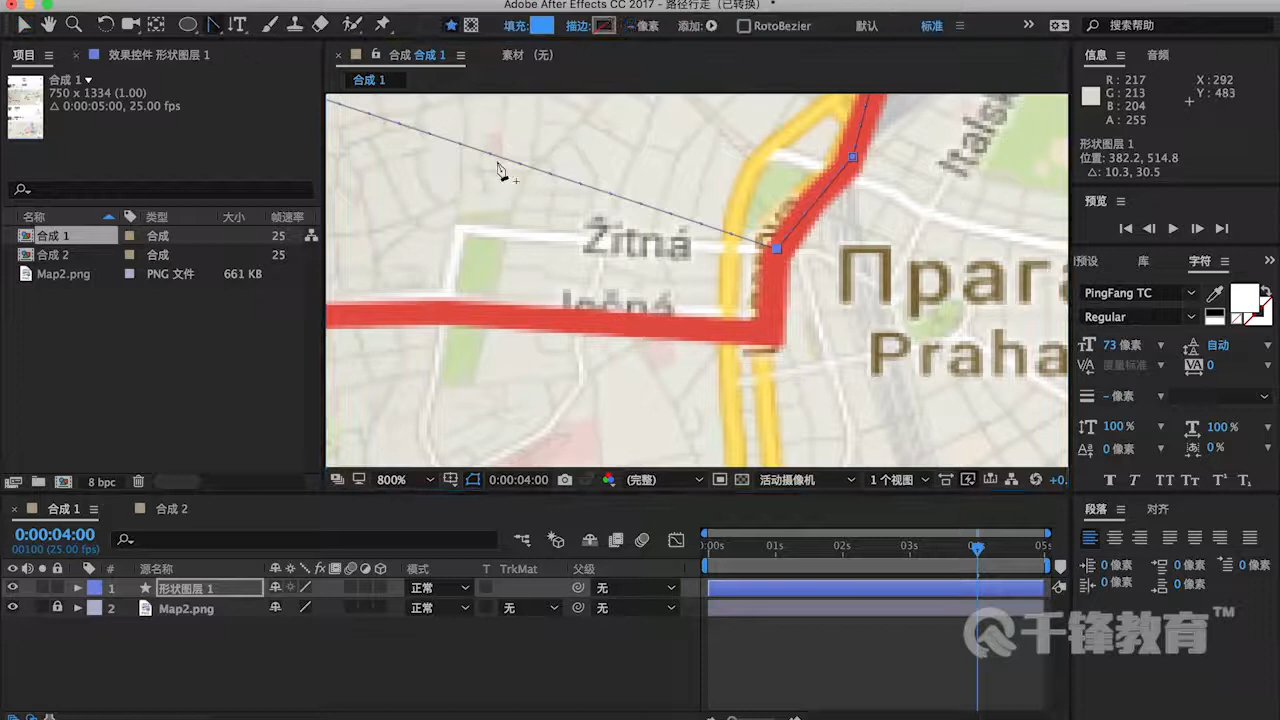 Adobe After Effects CC 2017 - 路径行走（已转换）*
填充: 描边: 像素 添加: RotoBezier 默认 标准 搜索帮助
项目 效果控件 形状图层 1
合成 合成 1 素材 (无)
信息 音频
合成 1
合成 1
750 x 1334 (1.00)
Δ 0:00:05:00, 25.00 fps
R : 217
G : 213
B : 204
A : 255
X : 292
Y : 483
形状图层 1
位置: 382.2, 514.8
Δ: 10.3, 30.5
预览
名称 类型 大小 帧速率
合成 1 合成 25
合成 2 合成 25
Map2.png PNG 文件 661 KB
Italsk
Žitná
Ječná
Прага
Praha
预设 库 字符
PingFang TC
Regular
73 像素 自动
度量标准 0
- 像素
100 % 100 %
0 像素 0 %
T T TT Tr T¹ T₁
8 bpc
800% 0:00:04:00 (完整) 活动摄像机 1 个视图 +0.
合成 1 合成 2
0:00:04:00
00100 (25.00 fps)
段落 对齐
0 像素 0 像素 0 像素
0 像素 0 像素
:00s 01s 02s 03s 05s
# 源名称 模式 T TrkMat 父级
1 形状图层 1 正常 无
2 Map2.png 正常 无 无
千锋教育™